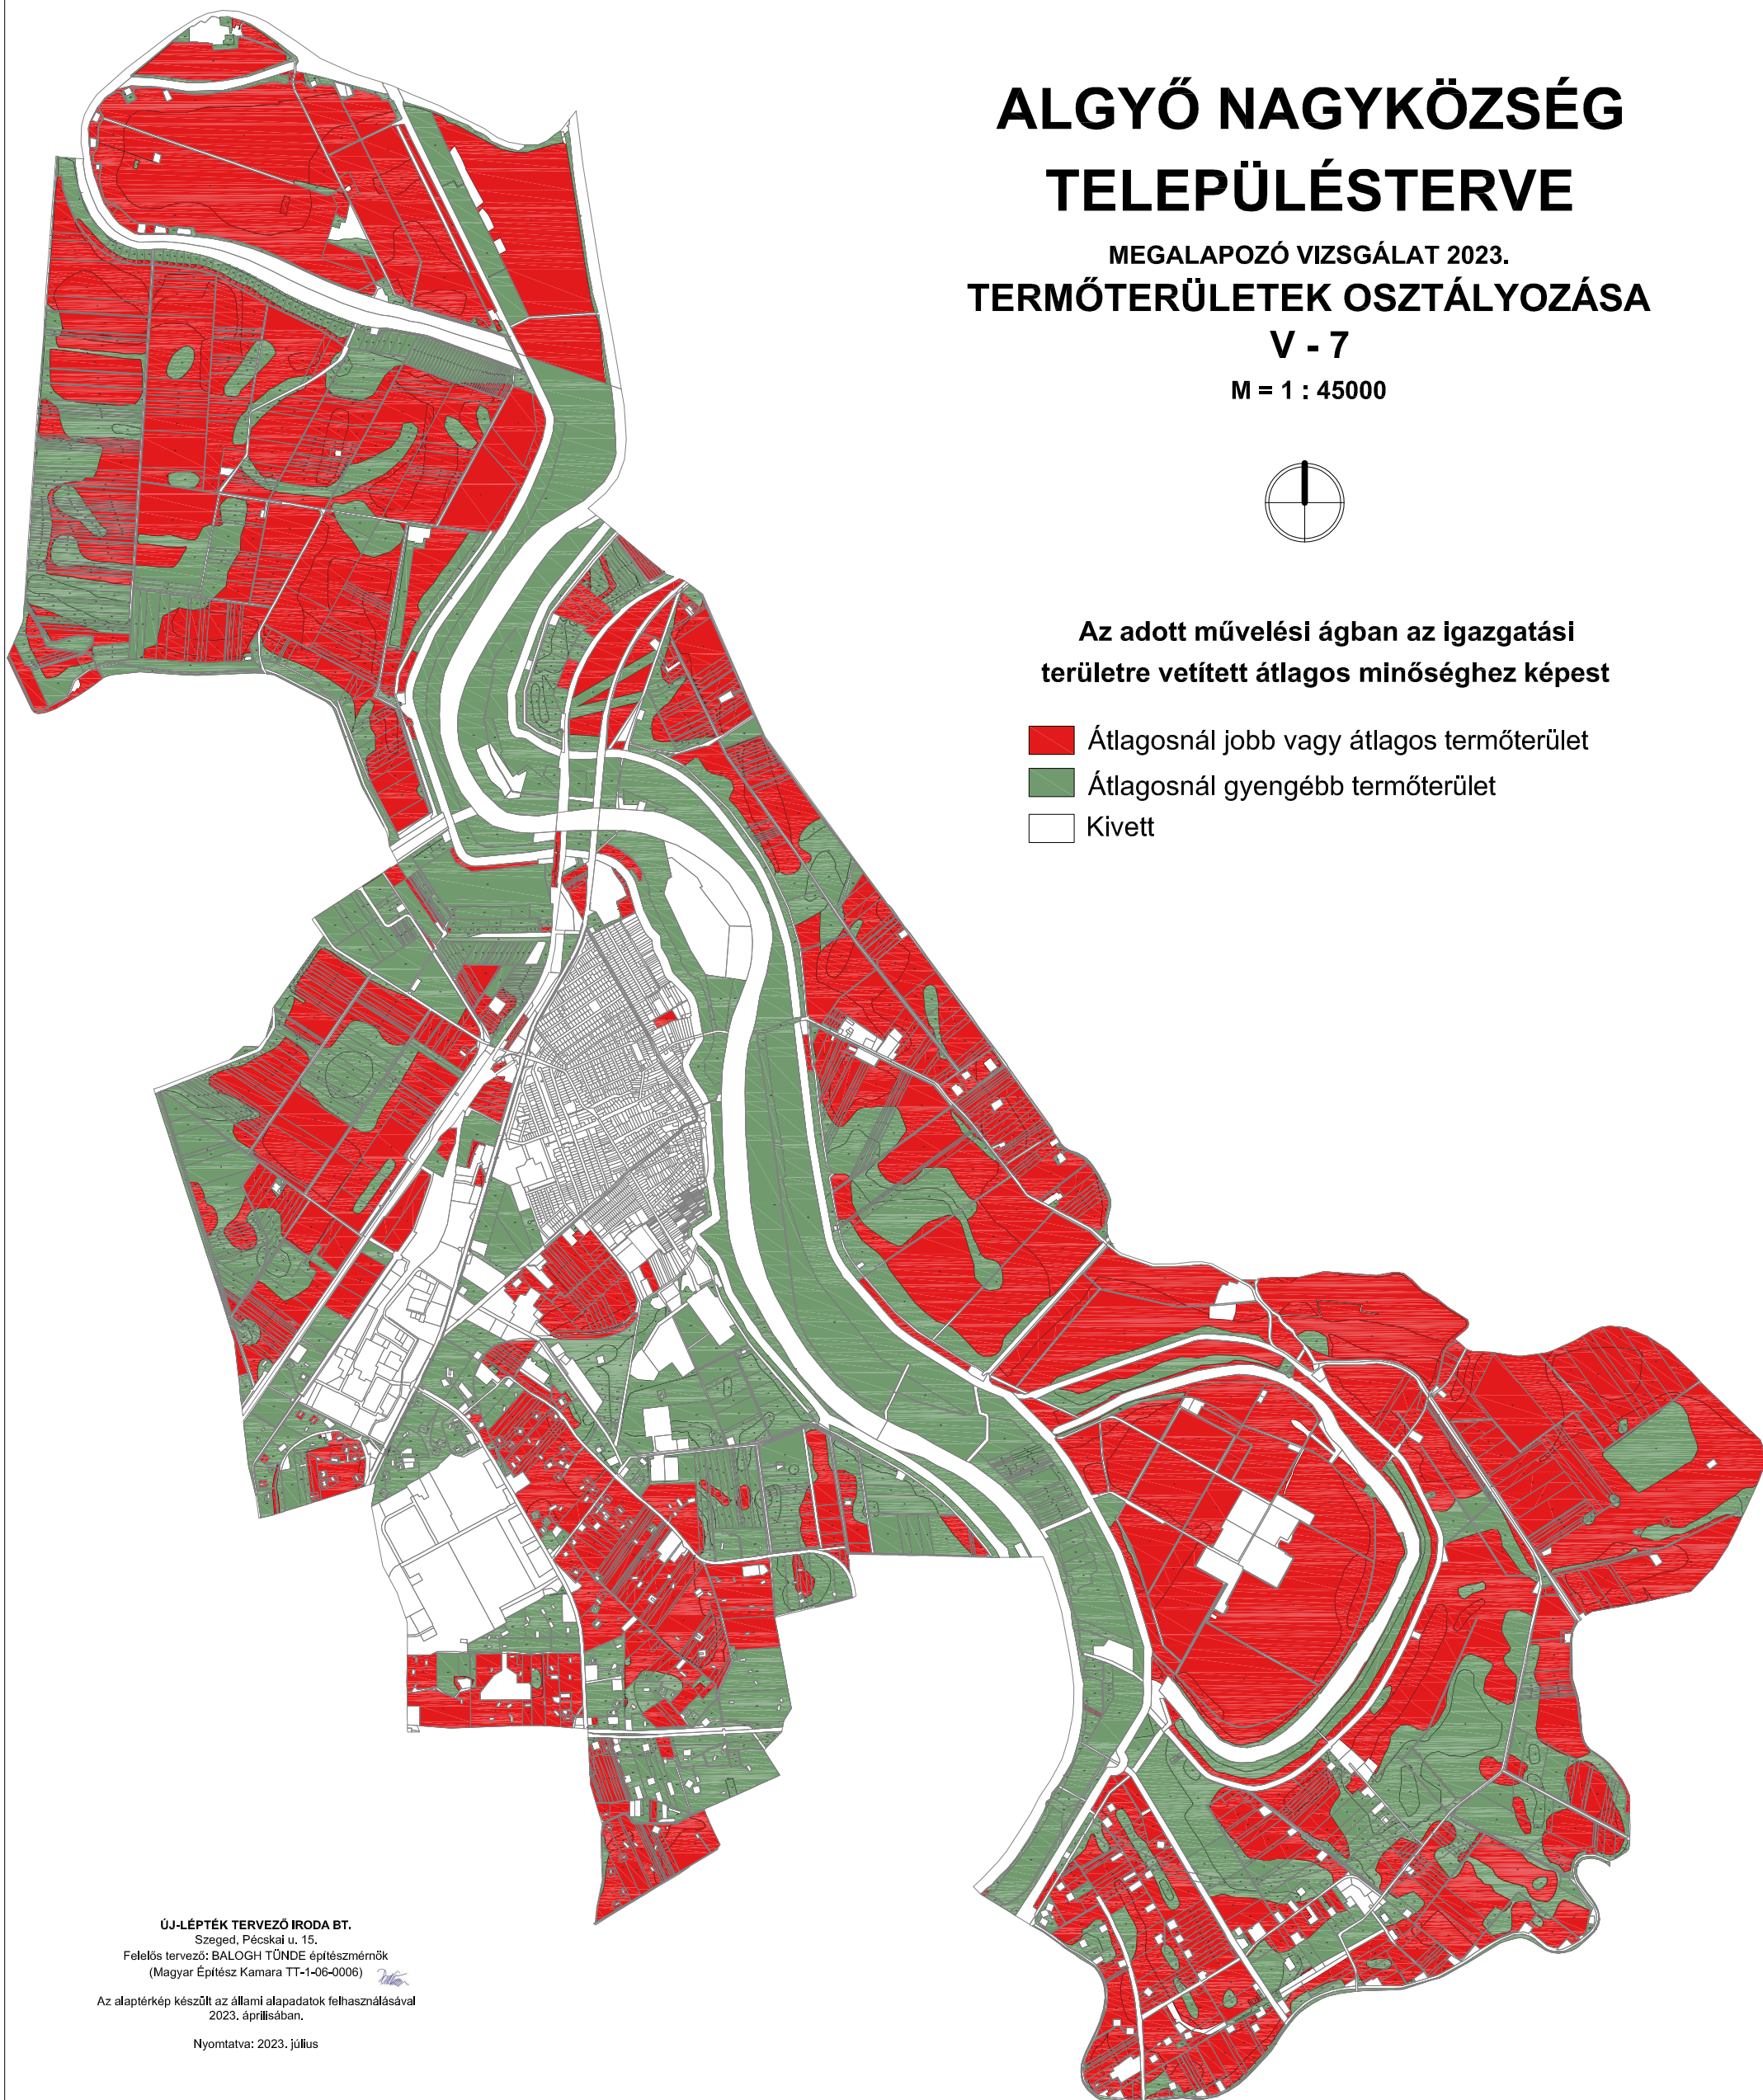 ALGYŐ NAGYKÖZSÉG
TELEPÜLÉSTERVE
MEGALAPOZÓ VIZSGÁLAT 2023.
TERMŐTERÜLETEK OSZTÁLYOZÁSA
V - 7
M = 1 : 45000
Az adott művelési ágban az igazgatási
területre vetített átlagos minőséghez képest
Átlagosnál jobb vagy átlagos termőterület
Átlagosnál gyengébb termőterület
Kivett
ÚJ-LÉPTÉK TERVEZŐ IRODA BT.
Szeged, Pécskai u. 15.
Felelős tervező: BALOGH TÜNDE építészmérnök
(Magyar Építész Kamara TT-1-06-0006)
Az alaptérkép készült az állami alapadatok felhasználásával
2023. áprilisában.
Nyomtatva: 2023. július